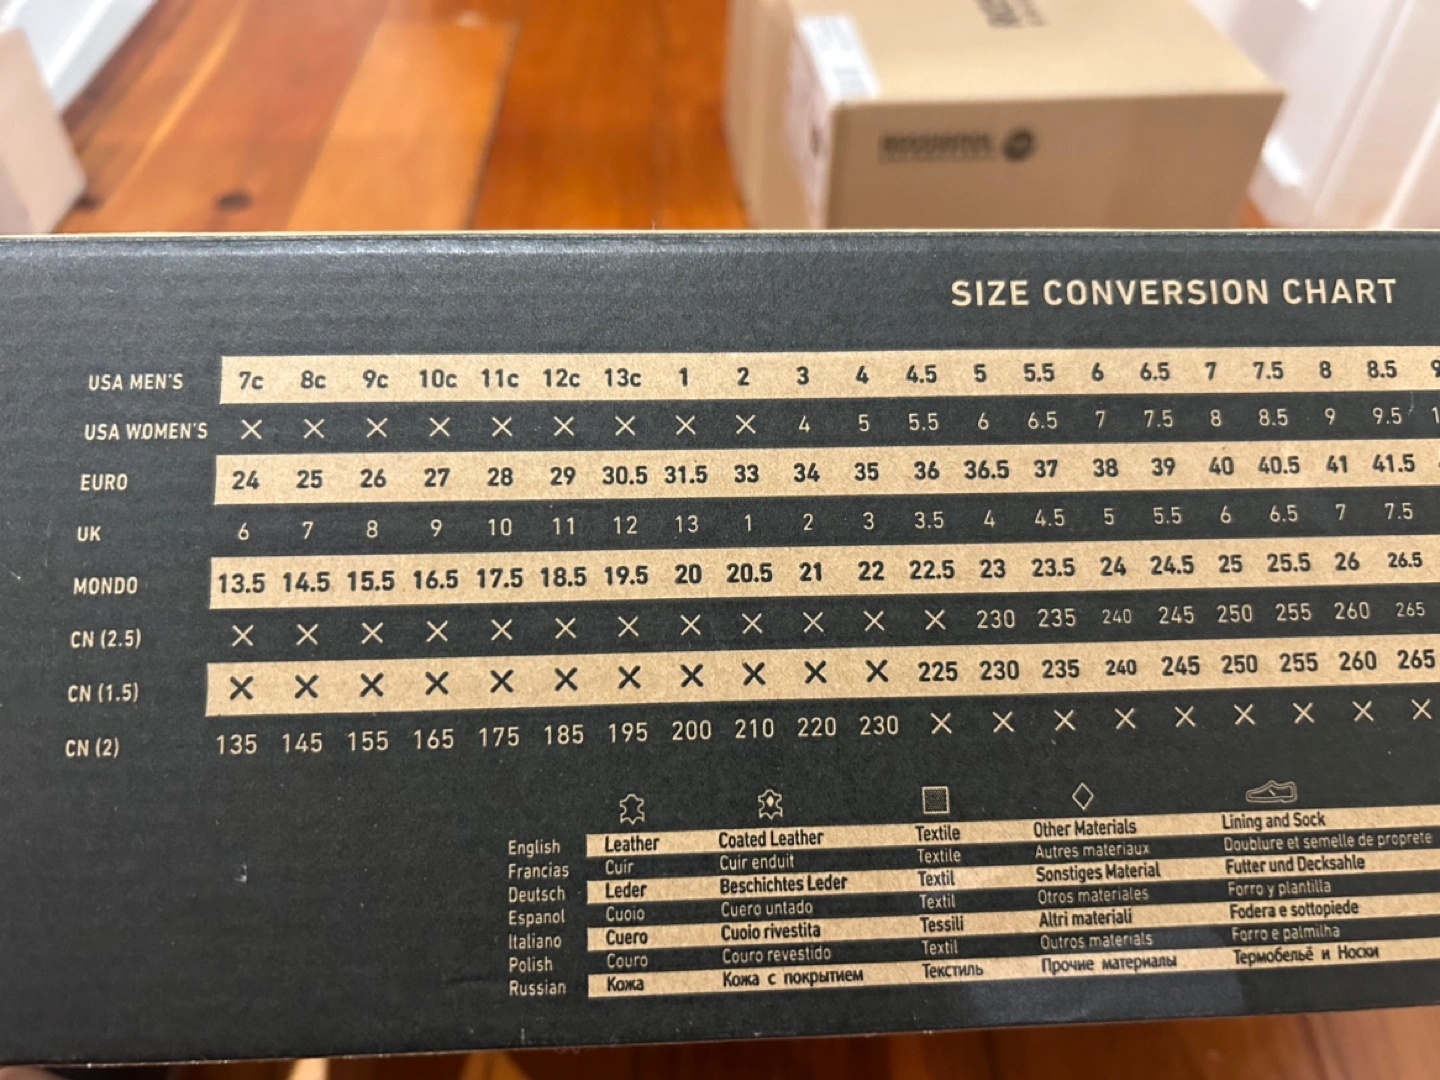 SIZE CONVERSION CHART
USA MEN'S 7c 8c 9c 10c 11c 12c 13c 1 2 3 4 4.5 5 5.5 6 6.5 7 7.5 8 8.5
USA WOMEN'S X X X X X X X X X 4 5 5.5 6 6.5 7 7.5 8 8.5 9 9.5
EURO 24 25 26 27 28 29 30.5 31.5 33 34 35 36 36.5 37 38 39 40 40.5 41 41.5
UK 6 7 8 9 10 11 12 13 1 2 3 3.5 4 4.5 5 5.5 6 6.5 7 7.5
MONDO 13.5 14.5 15.5 16.5 17.5 18.5 19.5 20 20.5 21 22 22.5 23 23.5 24 24.5 25 25.5 26 26.5
CN (2.5) X X X X X X X X X X X X 230 235 240 245 250 255 260 265
CN (1.5) X X X X X X X X X X X 225 230 235 240 245 250 255 260 265
CN (2) 135 145 155 165 175 185 195 200 210 220 230 X X X X X X X X X
English Leather Coated Leather Textile Other Materials Lining and Sock
Francias Cuir Cuir enduit Textile Autres materiaux Doublure et semelle de proprete
Deutsch Leder Beschichtes Leder Textil Sonstiges Material Futter und Decksahle
Espanol Cuoio Cuero untado Textil Otros materiales Forro y plantilla
Italiano Cuero Cuoio rivestita Tessili Altri materiali Fodera e sottopiede
Polish Couro Couro revestido Textil Outros materials Forro e palmilha
Russian Кожа Кожа с покрытием Текстиль Прочие материалы Термобельё и Носки